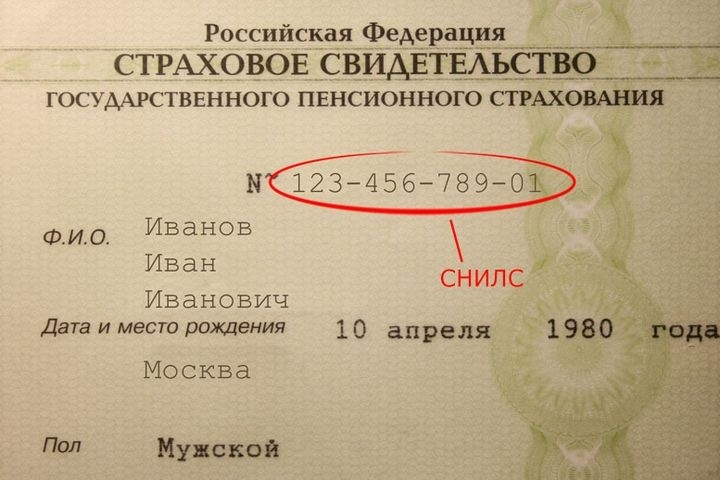 Российская Федерация
СТРАХОВОЕ СВИДЕТЕЛЬСТВО
ГОСУДАРСТВЕННОГО ПЕНСИОННОГО СТРАХОВАНИЯ
№ 123-456-789-01
СНИЛС
Ф.И.О. Иванов
Иван
Иванович
Дата и место рождения 10 апреля 1980 года
Москва
Пол Мужской